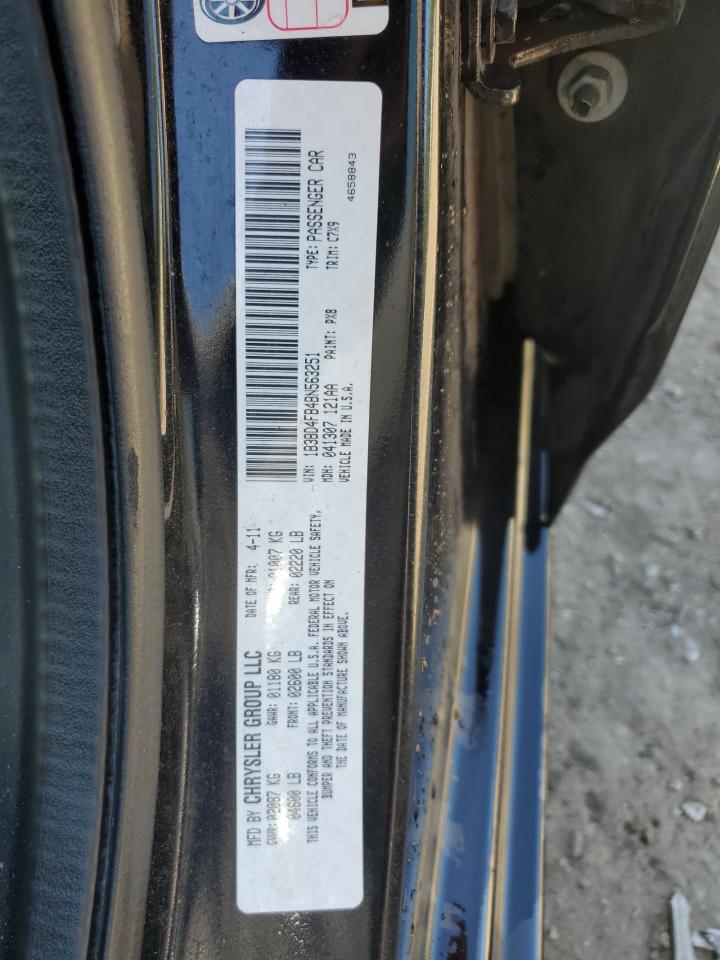 MFD BY CHRYSLER GROUP LLC DATE OF MFR: 4-11
GVWR: 02087 KG GAWR: 01180 KG 01007 KG
04600 LB FRONT: 02600 LB REAR: 02220 LB
THIS VEHICLE CONFORMS TO ALL APPLICABLE U.S.A. FEDERAL MOTOR VEHICLE SAFETY,
BUMPER AND THEFT PREVENTION STANDARDS IN EFFECT ON
THE DATE OF MANUFACTURE SHOWN ABOVE.
VIN: 1B3BD4FB4BN563251 TYPE: PASSENGER CAR
MDH: 041307 121AA PAINT: PX8 TRIM: C7X9
VEHICLE MADE IN U.S.A.
4658843